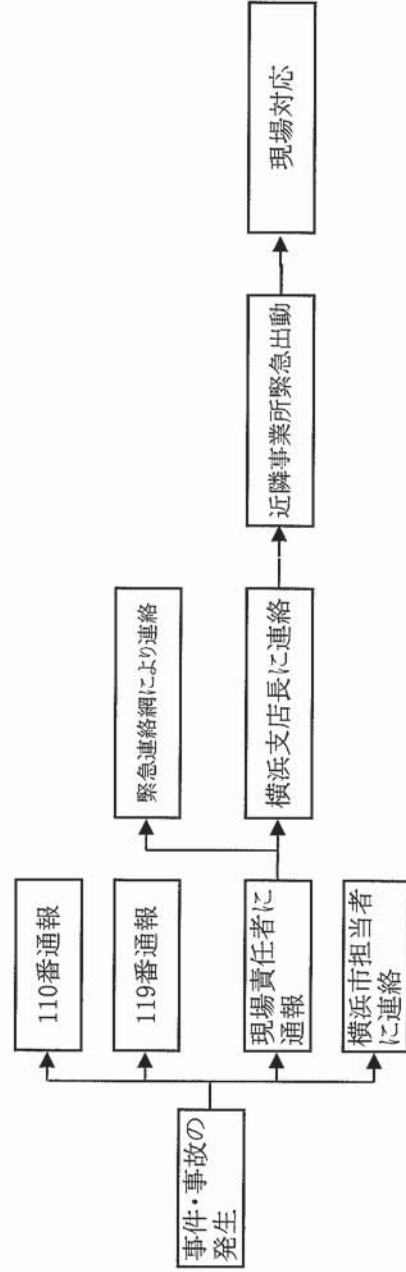 事件・事故の
発生
110番通報
119番通報
現場責任者に
通報
横浜市担当者
に連絡
緊急連絡網により連絡
横浜支店長に連絡
近隣事業所緊急出動
現場対応